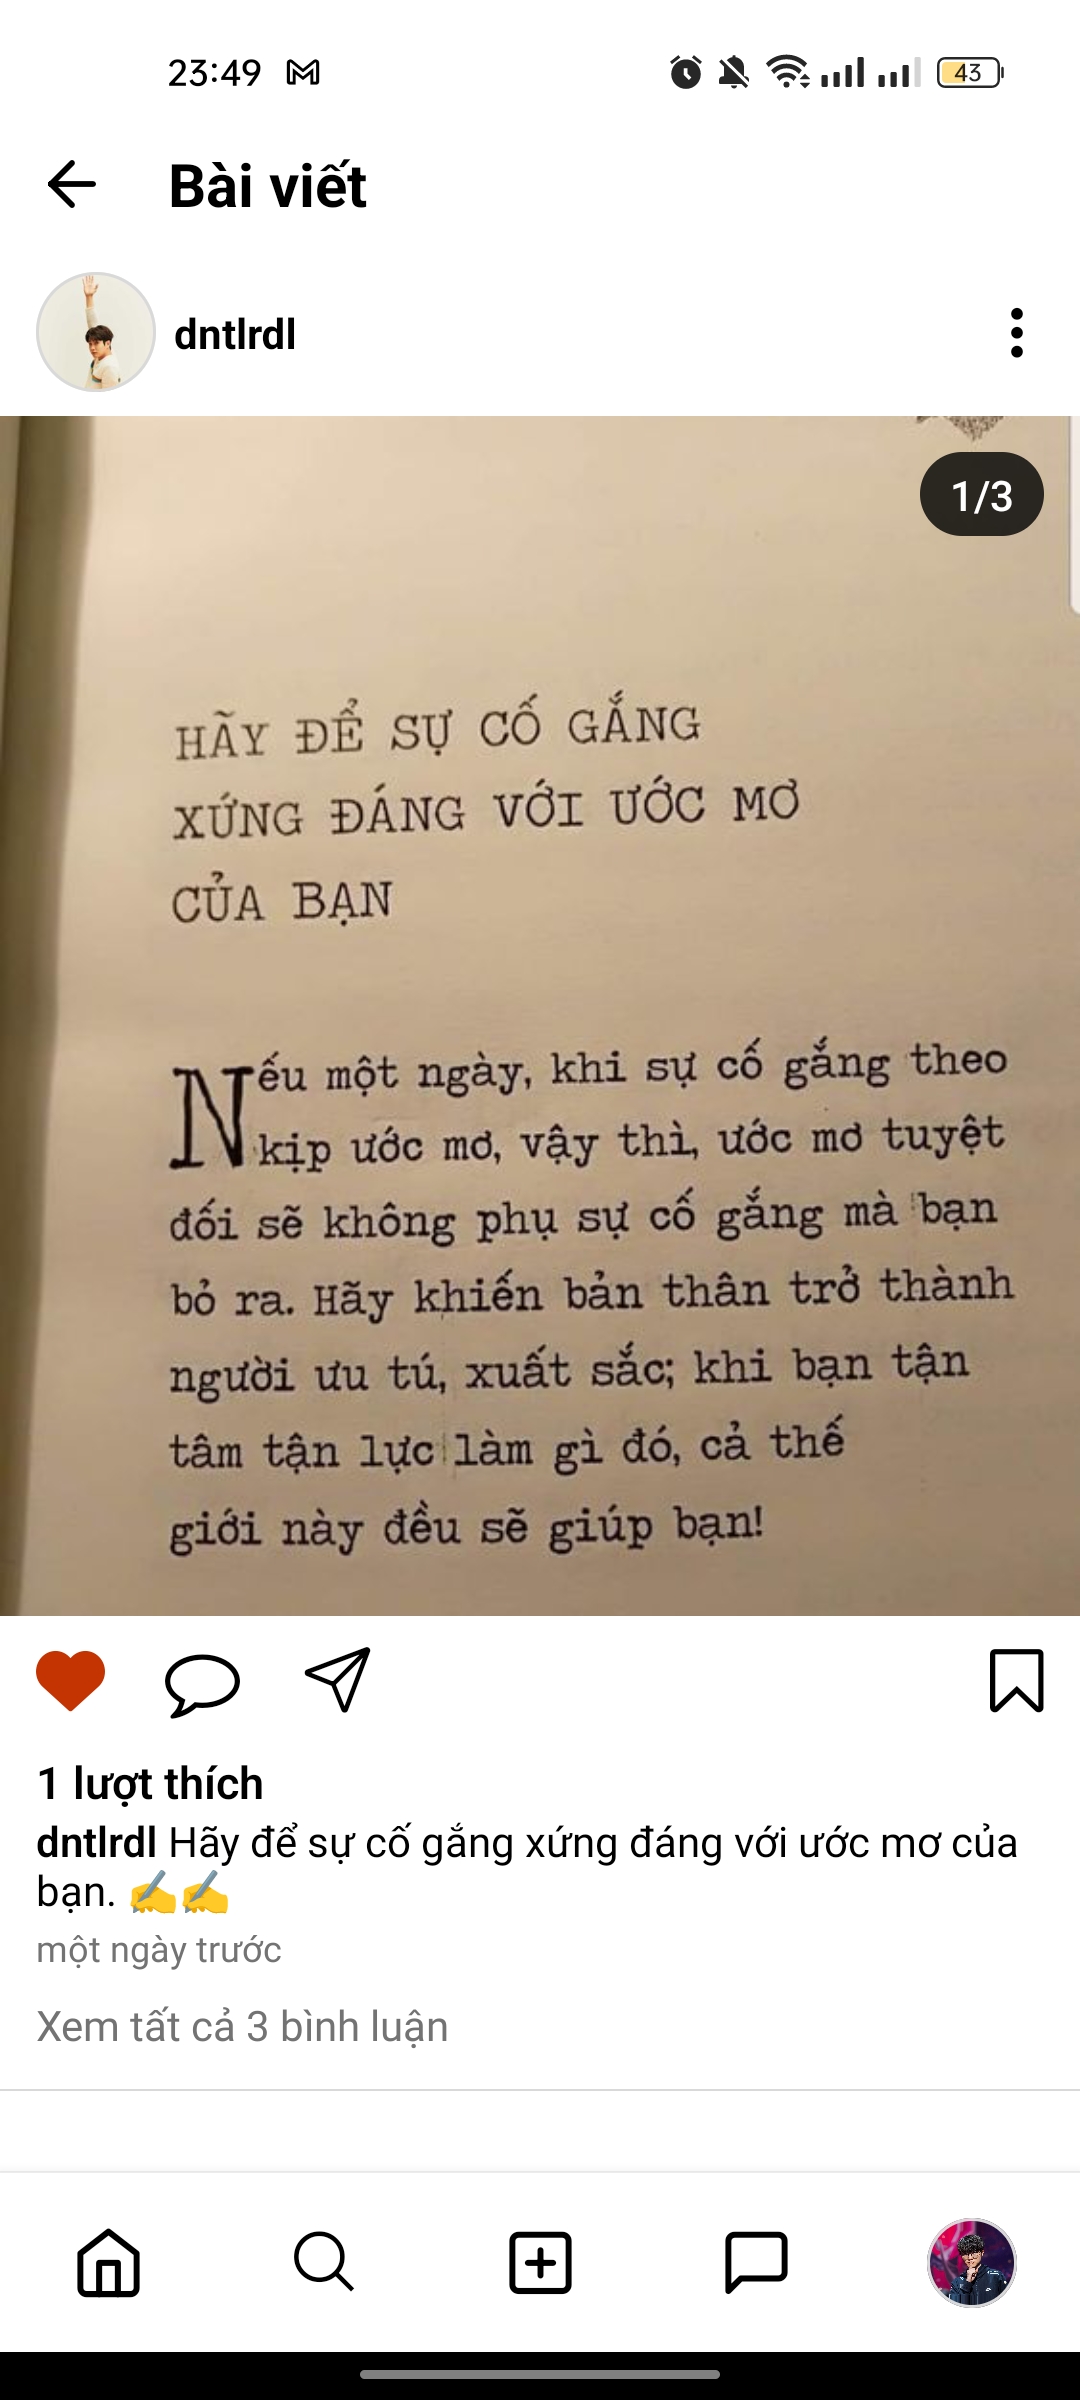 23:49
43
Bài viết
dntlrdl
1/3
HÃY ĐỂ SỰ CỐ GẮNG
XỨNG ĐÁNG VỚI ƯỚC MƠ
CỦA BẠN
Nếu một ngày, khi sự cố gắng theo
kịp ước mơ, vậy thì, ước mơ tuyệt
đối sẽ không phụ sự cố gắng mà bạn
bỏ ra. Hãy khiến bản thân trở thành
người ưu tú, xuất sắc; khi bạn tận
tâm tận lực làm gì đó, cả thế
giới này đều sẽ giúp bạn!
1 lượt thích
dntlrdl Hãy để sự cố gắng xứng đáng với ước mơ của
bạn. ✍️✍️
một ngày trước
Xem tất cả 3 bình luận